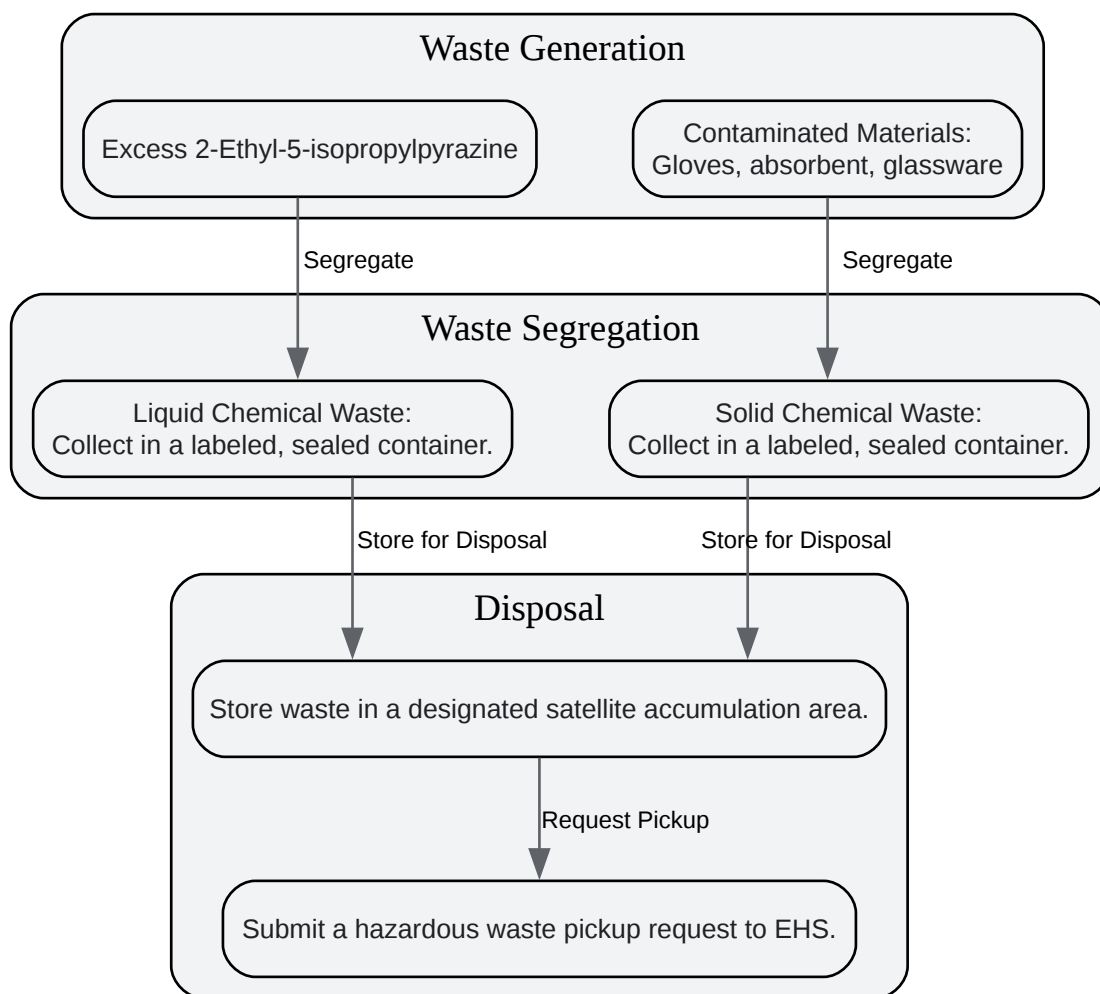 Waste Generation
Excess 2-Ethyl-5-isopropylpyrazine
Contaminated Materials:
Gloves, absorbent, glassware
Segregate
Segregate
Waste Segregation
Liquid Chemical Waste:
Collect in a labeled, sealed container.
Solid Chemical Waste:
Collect in a labeled, sealed container.
Store for Disposal
Store for Disposal
Disposal
Store waste in a designated satellite accumulation area.
Request Pickup
Submit a hazardous waste pickup request to EHS.